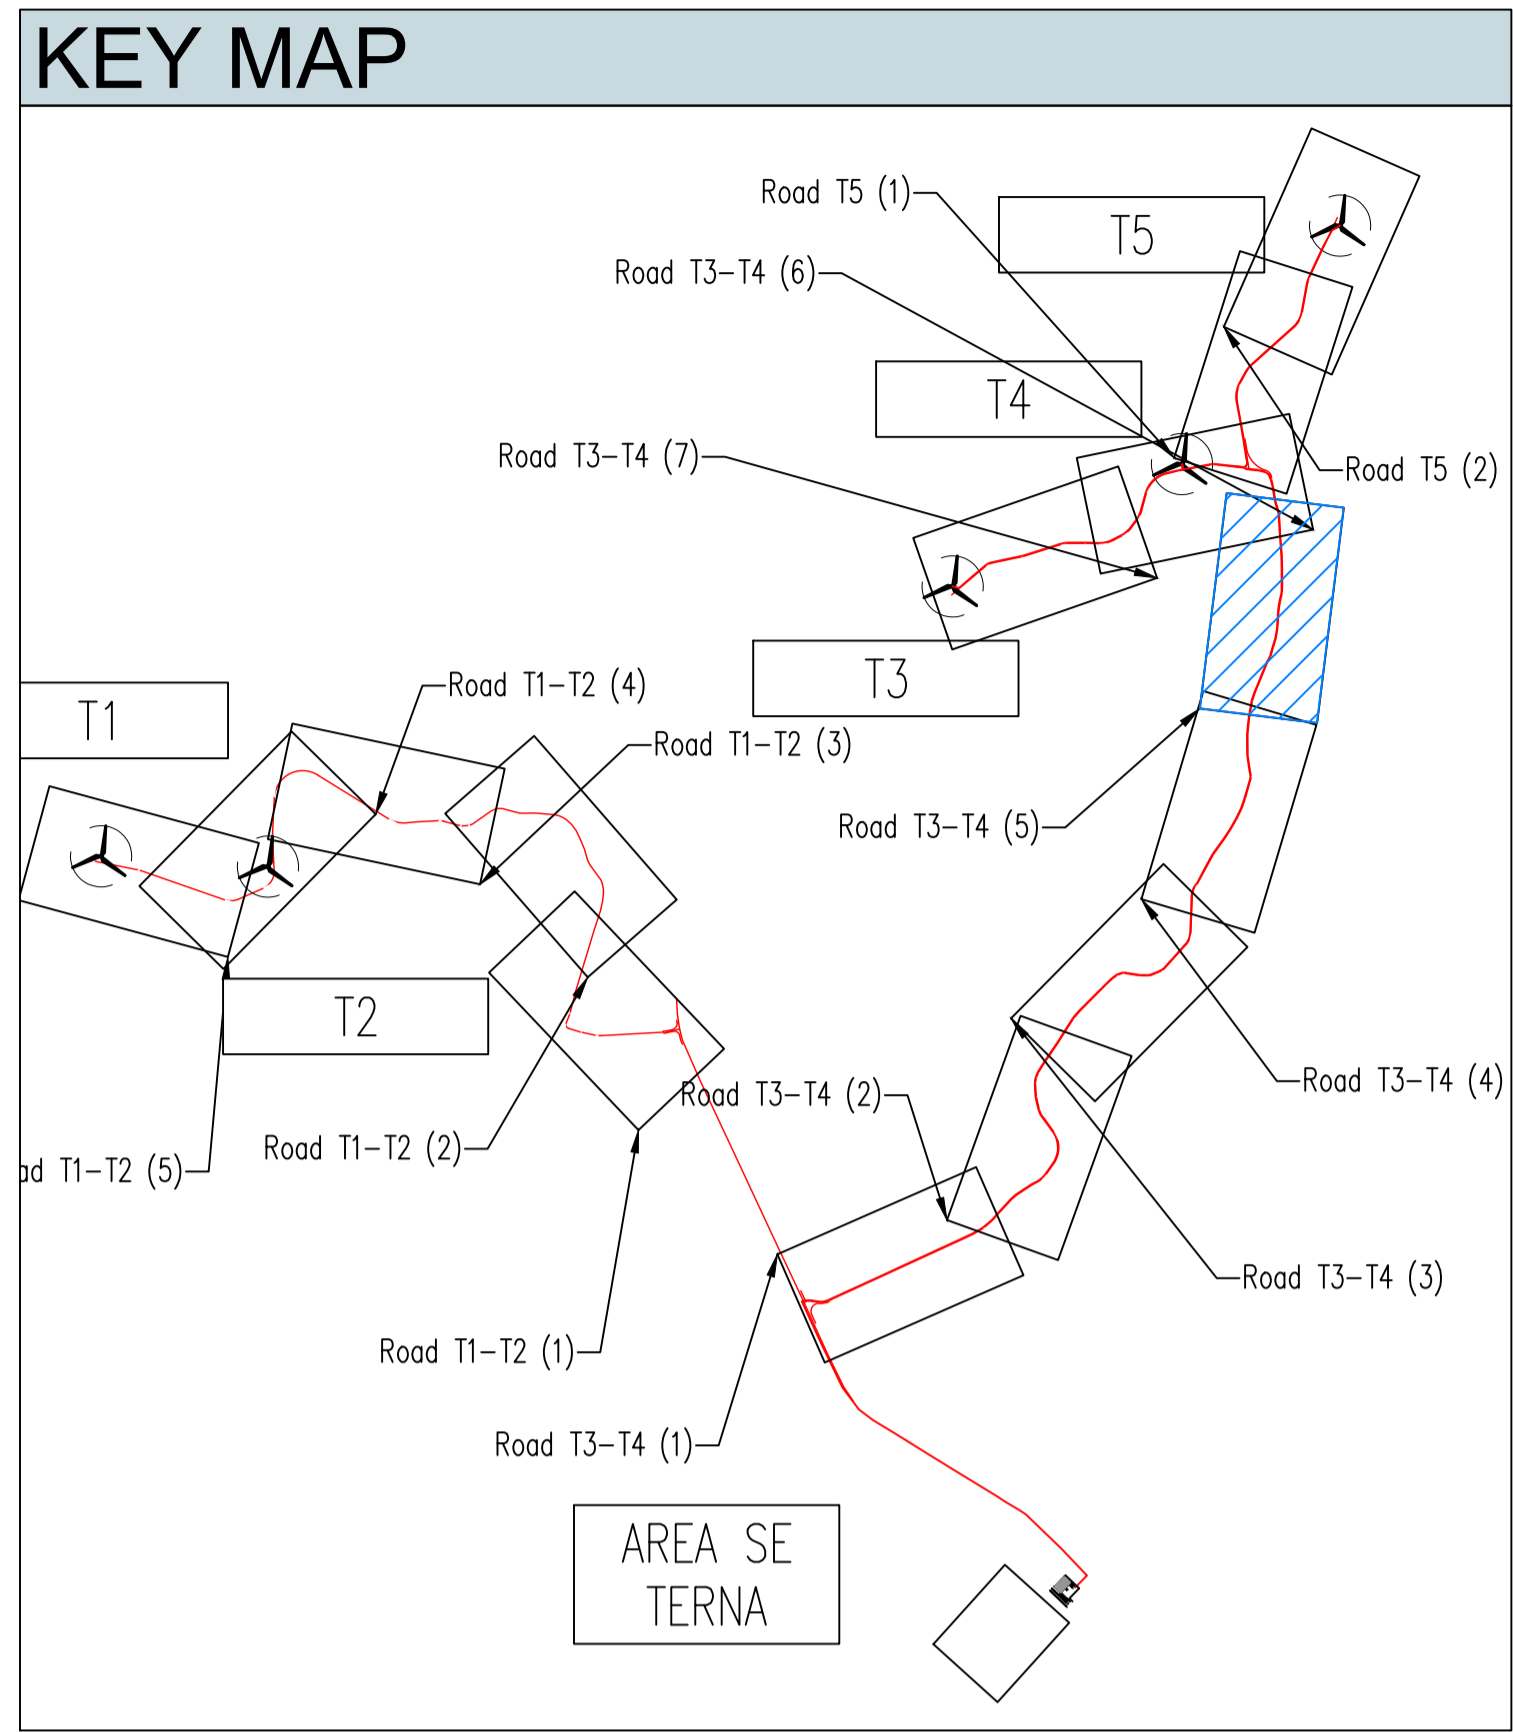 KEY MAP
Road T5 (1)
T5
Road T3-T4 (6)
T4
Road T3-T4 (7)
Road T5 (2)
T3
Road T1-T2 (4)
T1
Road T1-T2 (3)
Road T3-T4 (5)
T2
Road T3-T4 (4)
Road T3-T4 (2)
Road T1-T2 (2)
ad T1-T2 (5)
Road T3-T4 (3)
Road T1-T2 (1)
Road T3-T4 (1)
AREA SE
TERNA